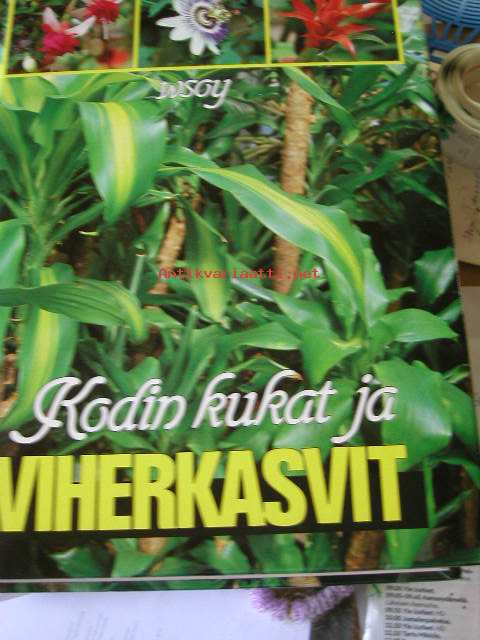 wsoy
Antikvariaatti.net
Kodin kukat ja
VIHERKASVIT